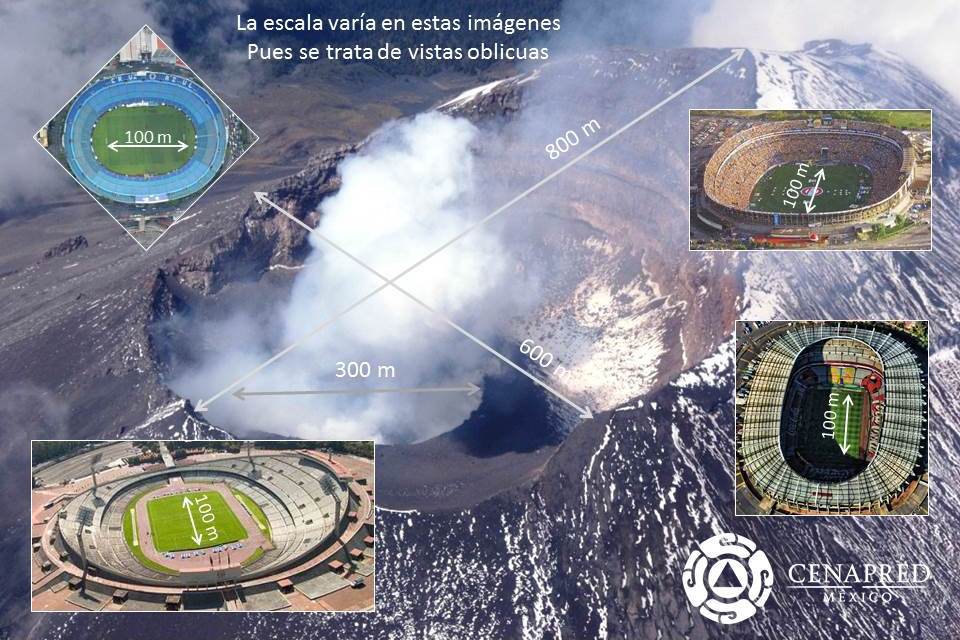 La escala varía en estas imágenes
Pues se trata de vistas oblicuas
100 m
800 m
100 m
600 m
300 m
100 m
100 m
CENAPRED
MÉXICO